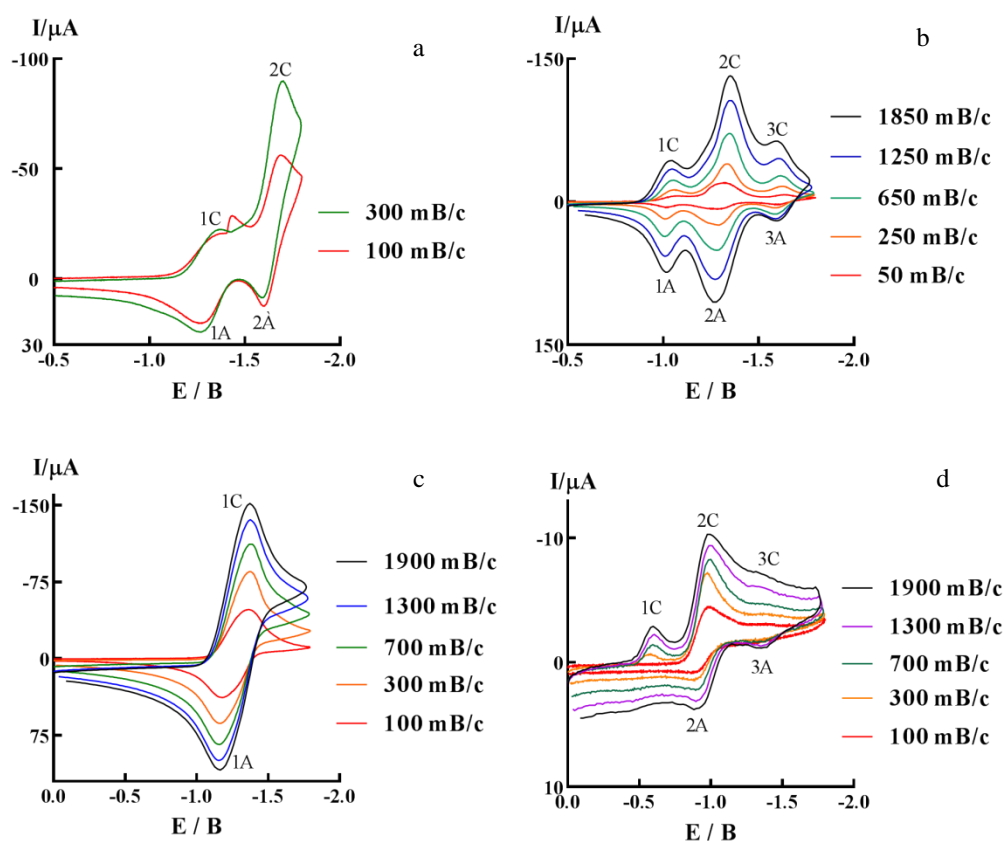 I/μA
a
-100
2C
-50
1C
300 mB/c
100 mB/c
0
1A
2À
30
-0.5
-1.0
-1.5
-2.0
E / B
I/μA
b
-150
2C
1850 mB/c
1C
3C
1250 mB/c
650 mB/c
0
250 mB/c
3A
50 mB/c
1A
2A
150
-0.5
-1.0
-1.5
-2.0
E / B
I/μA
c
-150
1C
1900 mB/c
-75
1300 mB/c
700 mB/c
0
300 mB/c
75
100 mB/c
1A
0.0
-0.5
-1.0
-1.5
-2.0
E / B
I/μA
d
2C
-10
3C
1900 mB/c
1C
1300 mB/c
700 mB/c
0
3A
300 mB/c
2A
100 mB/c
10
0.0
-0.5
-1.0
-1.5
-2.0
E / B